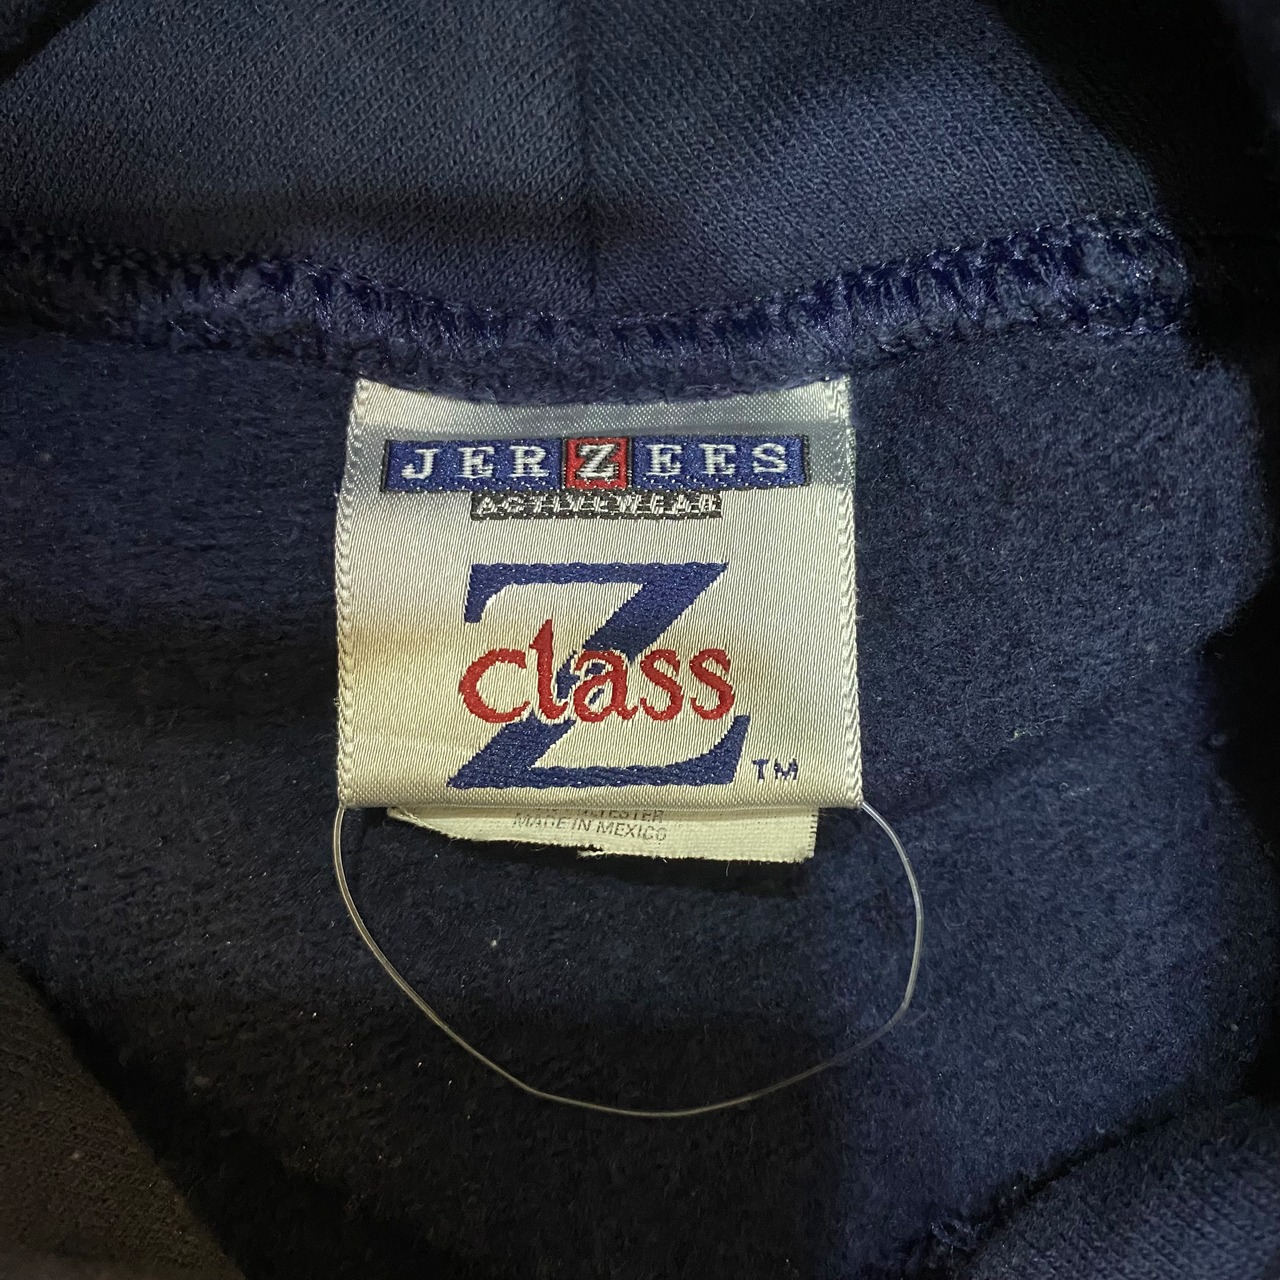 JERZEES
ACTIVEWEAR
Z
class
TM
MADE IN MEXICO